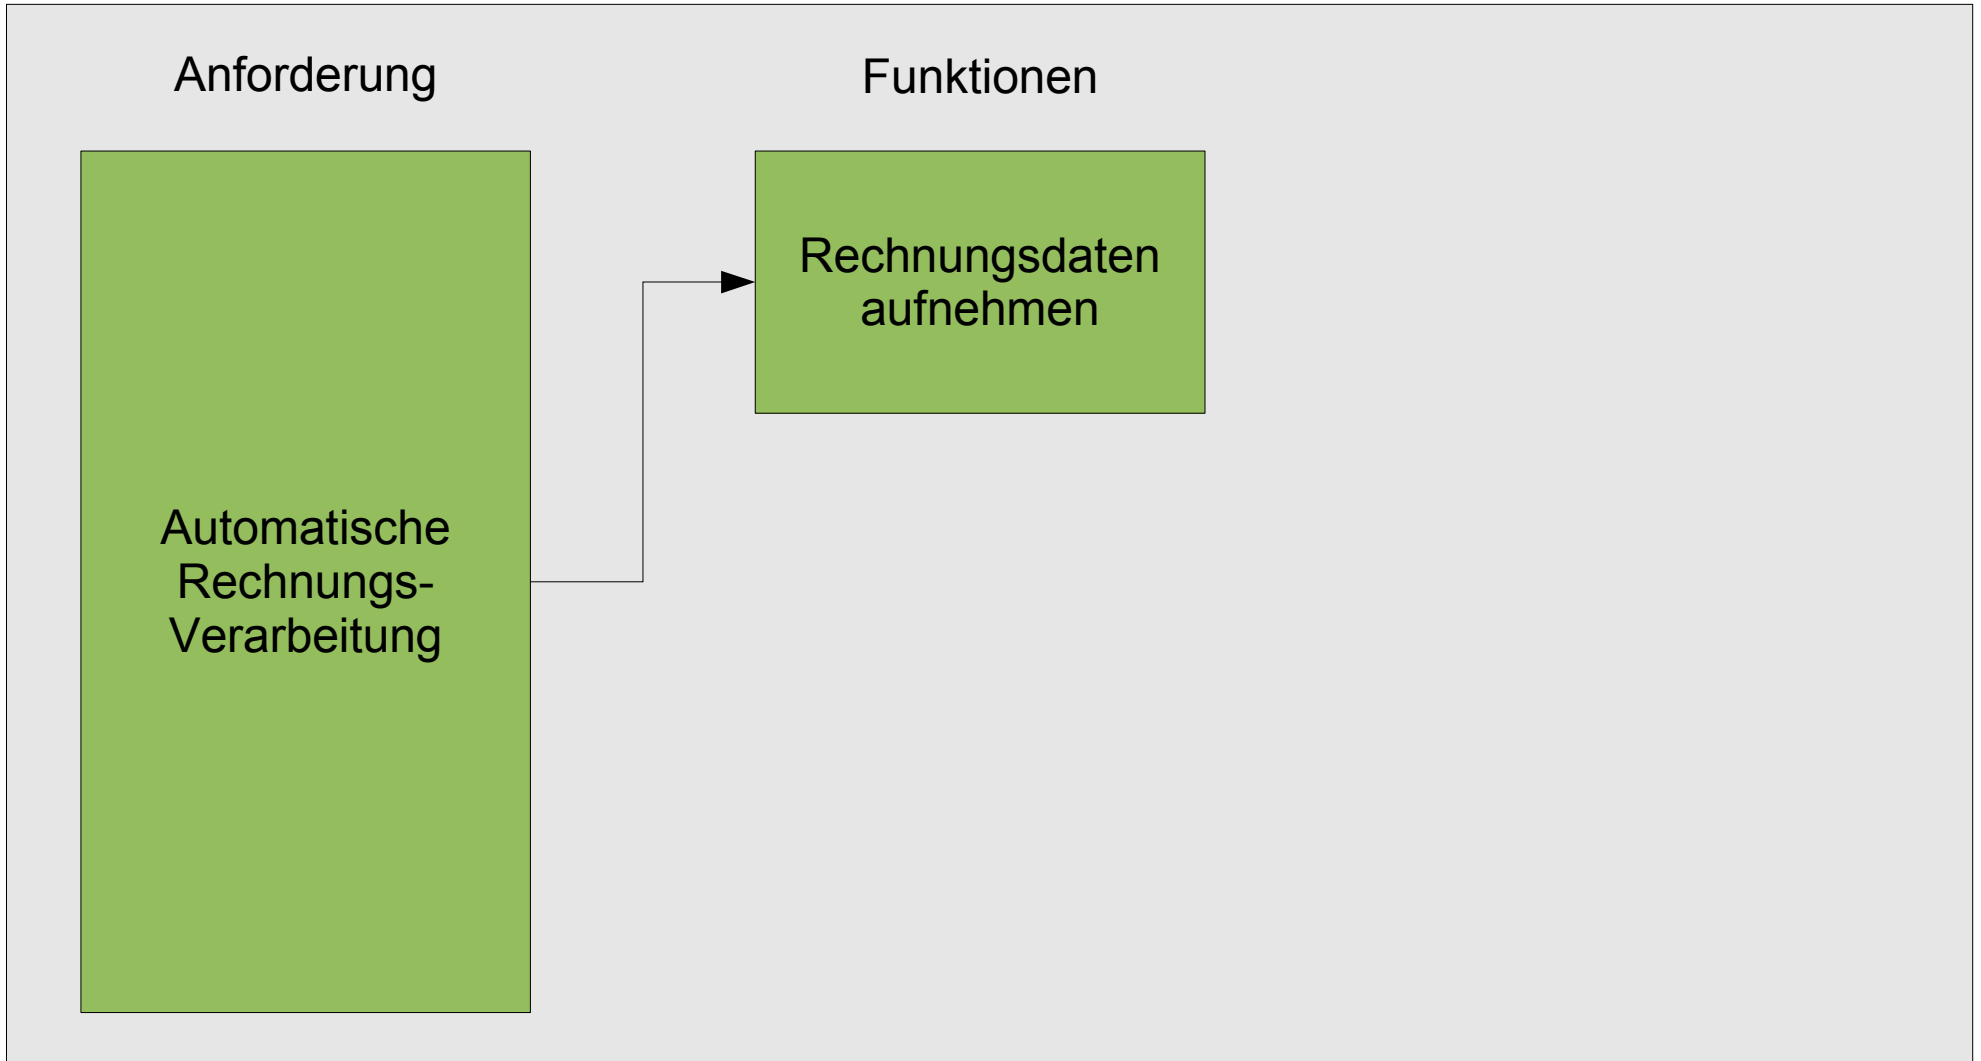 Anforderung
Funktionen
Rechnungsdaten
aufnehmen
Automatische
Rechnungs-
Verarbeitung